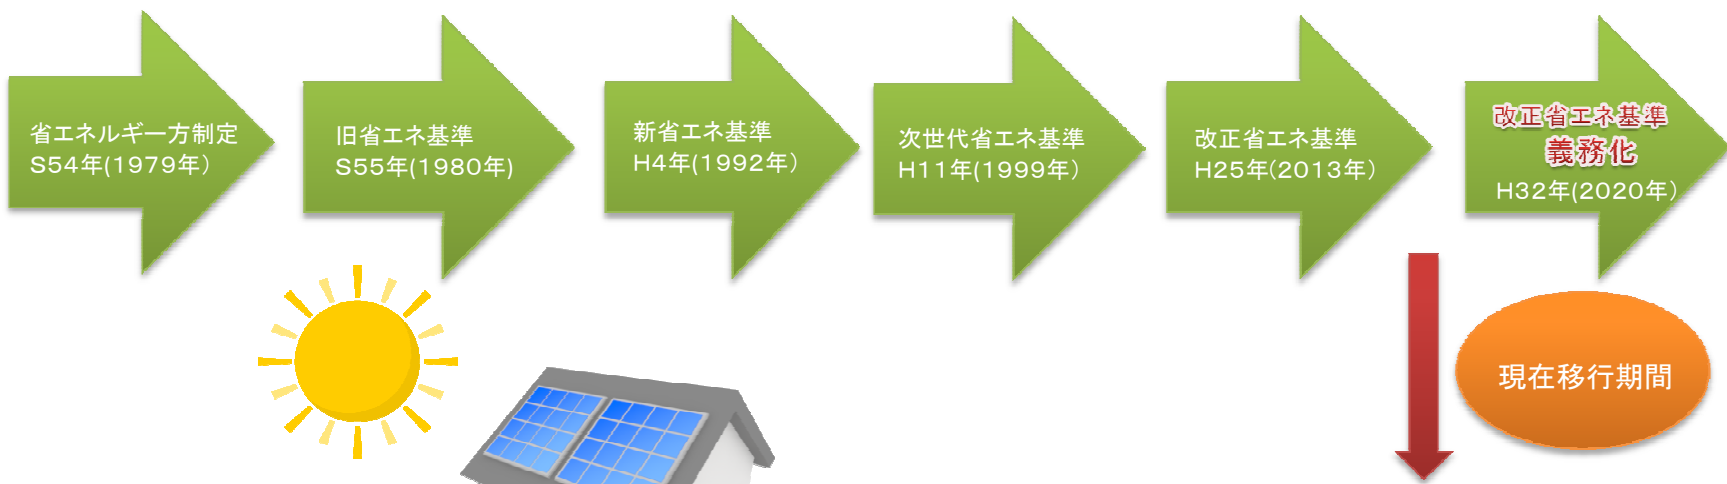 省エネルギー方制定
S54年(1979年)
旧省エネ基準
S55年(1980年)
新省エネ基準
H4年(1992年)
次世代省エネ基準
H11年(1999年)
改正省エネ基準
H25年(2013年)
改正省エネ基準
義務化
H32年(2020年)
現在移行期間